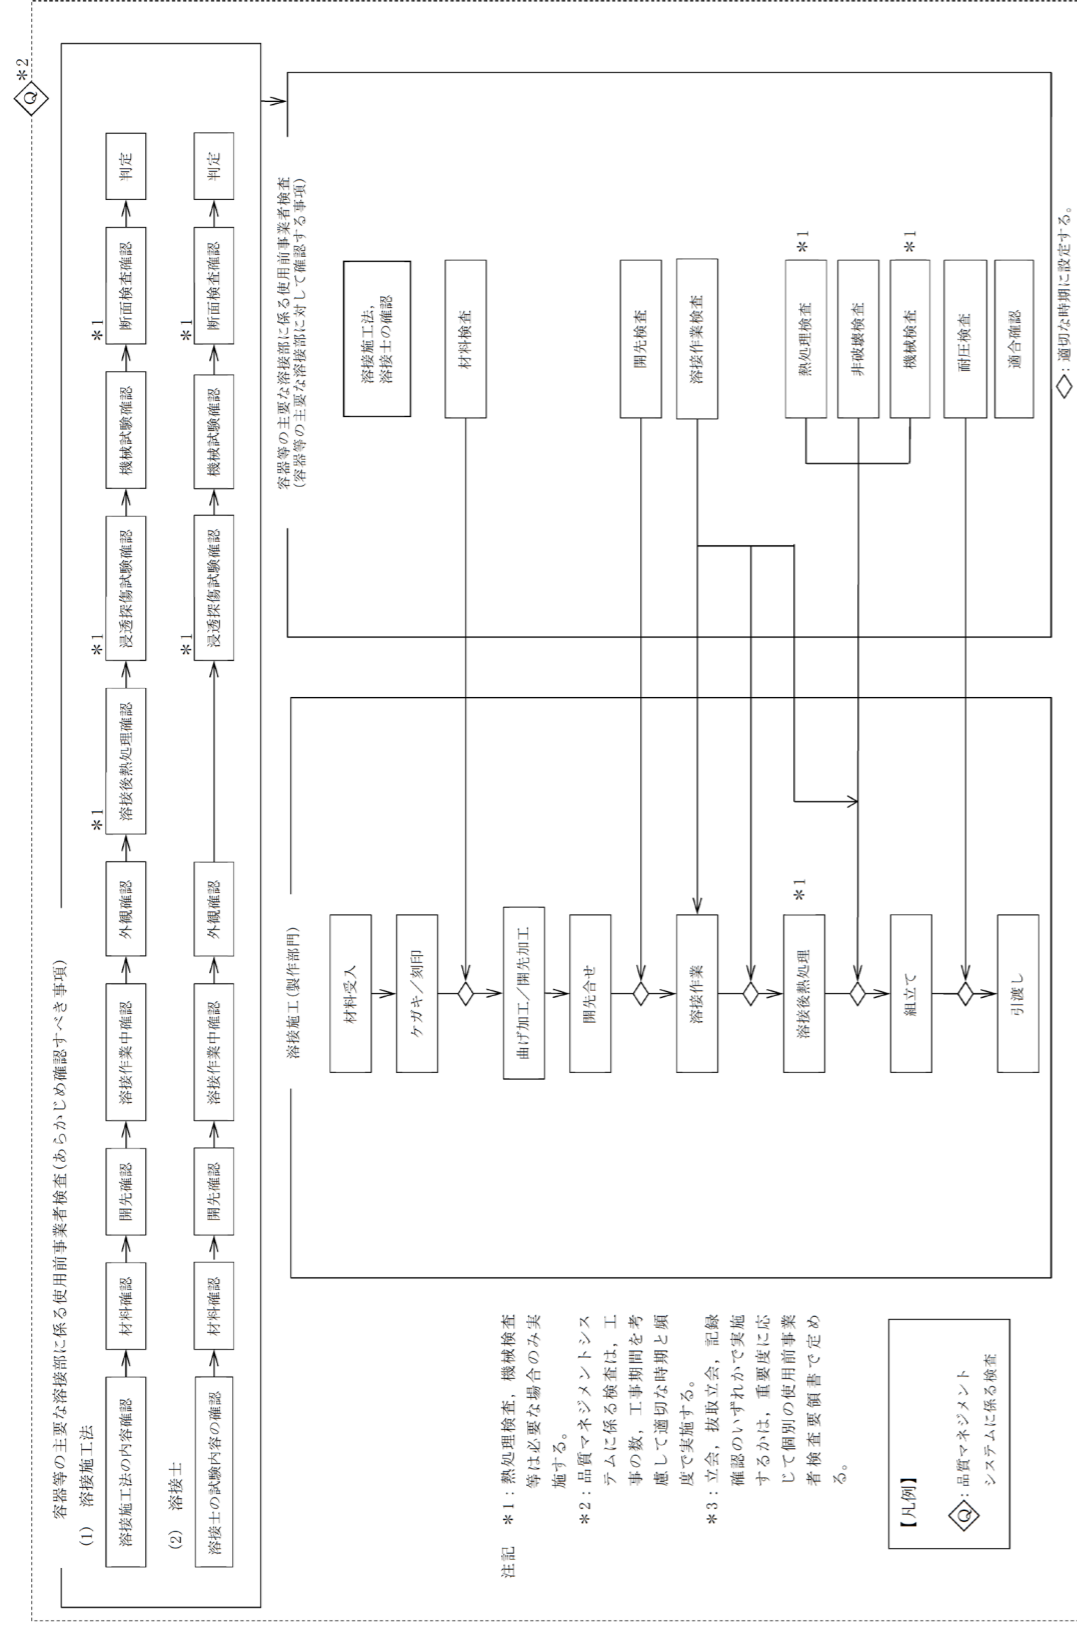 Q
＊2
容器等の主要な溶接部に係る使用前事業者検査(あらかじめ確認すべき事項)
(1) 溶接施工法
溶接施工法の内容確認
材料確認
開先確認
溶接作業中確認
外観確認
＊1
溶接後熱処理確認
＊1
浸透探傷試験確認
機械試験確認
＊1
断面検査確認
判定
(2) 溶接士
溶接士の試験内容の確認
材料確認
開先確認
溶接作業中確認
外観確認
＊1
浸透探傷試験確認
機械試験確認
＊1
断面検査確認
判定
溶接施工(製作部門)
材料受入
ケガキ／刻印
曲げ加工／開先加工
開先合せ
溶接作業
溶接後熱処理
＊1
組立て
引渡し
容器等の主要な溶接部に係る使用前事業者検査
(容器等の主要な溶接部に対して確認する事項)
溶接施工法,
溶接士の確認
材料検査
開先検査
溶接作業検査
熱処理検査
＊1
非破壊検査
機械検査
＊1
耐圧検査
適合確認
◇：適切な時期に設定する。
注記 ＊1：熱処理検査, 機械検査
等は必要な場合のみ実
施する。
＊2：品質マネジメントシス
テムに係る検査は, 工
事の数, 工事期間を考
慮して適切な時期と頻
度で実施する。
＊3：立会, 抜取立会, 記録
確認のいずれかで実施
するかは, 重要度に応
じて個別の使用前事業
者検査要領書で定め
る。
【凡例】
Q：品質マネジメント
システムに係る検査